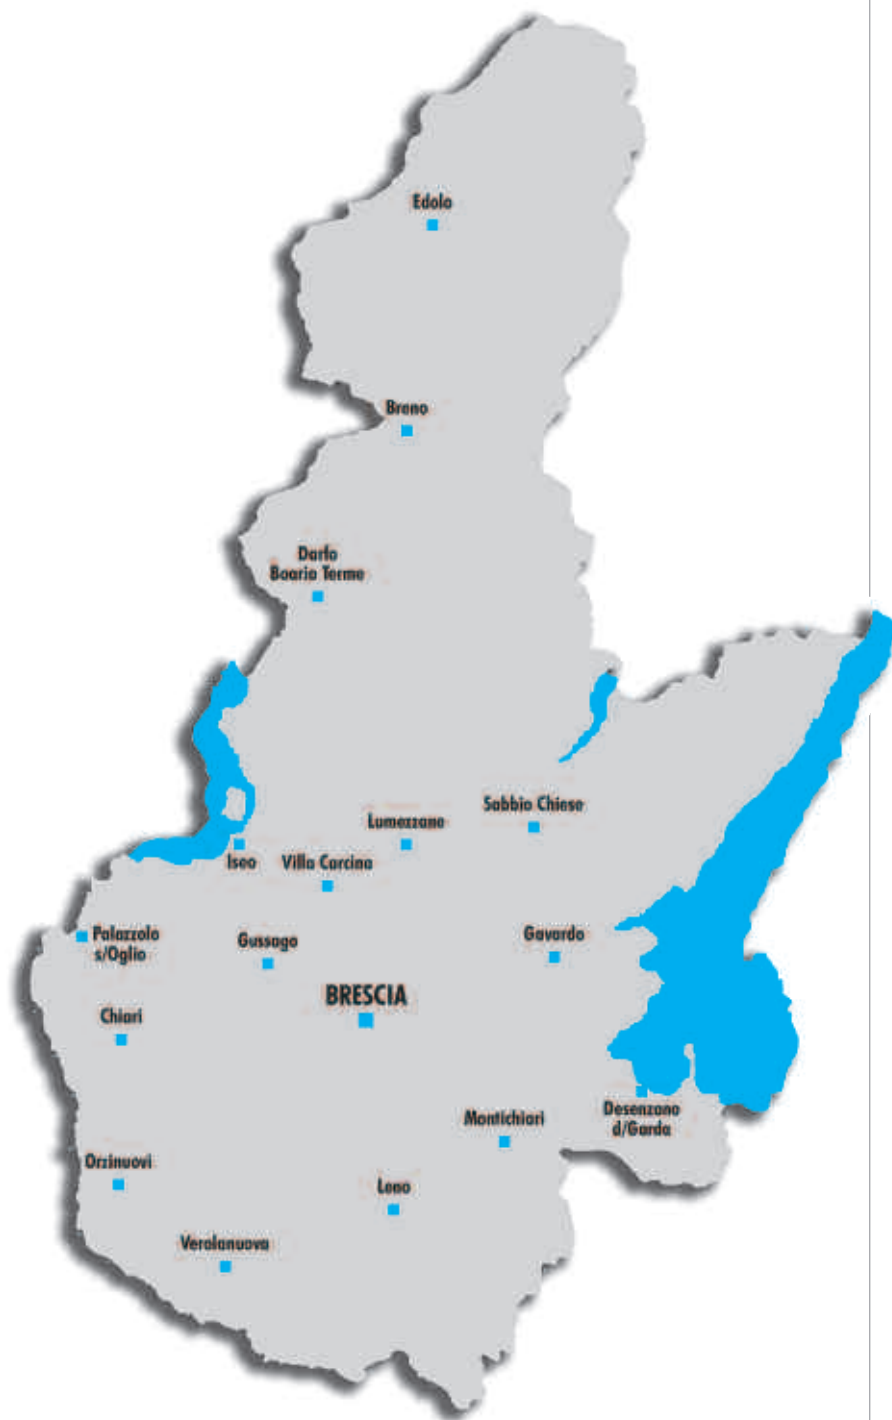 Edolo
Breno
Darfo
Boario Terme
Sabbio Chiese
Lumezzane
Iseo
Villa Carcina
Palazzolo
s/Oglio
Gussago
Gavardo
BRESCIA
Chiari
Desenzano
d/Garda
Montichiari
Orzinuovi
Leno
Verolanuova